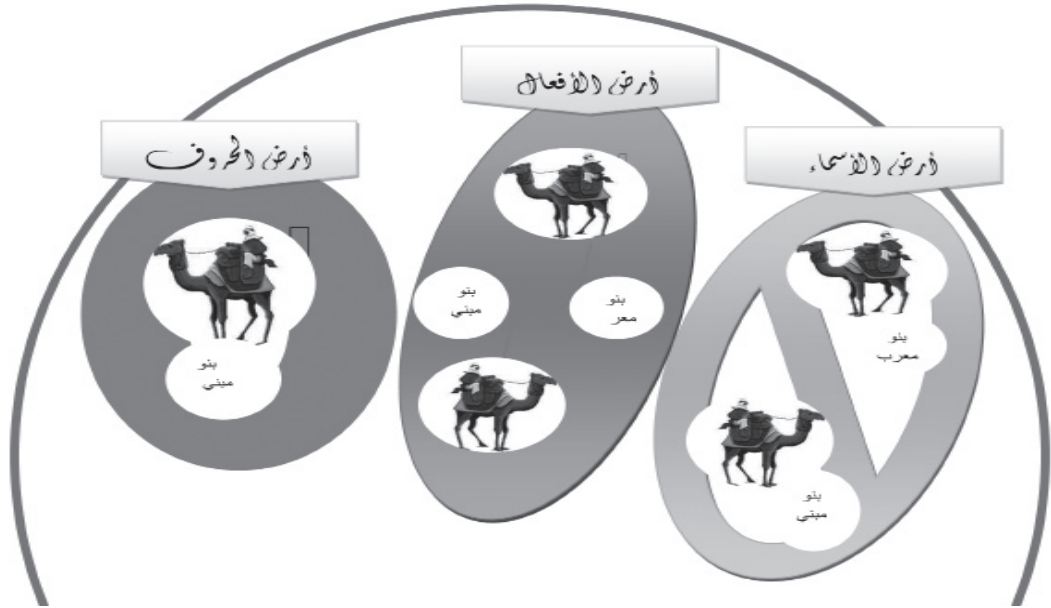 أرض الأسماء
بنو
معرب
بنو
مبني
أرض الأفعال
بنو
معر
بنو
مبني
أرض الحروف
بنو
مبني